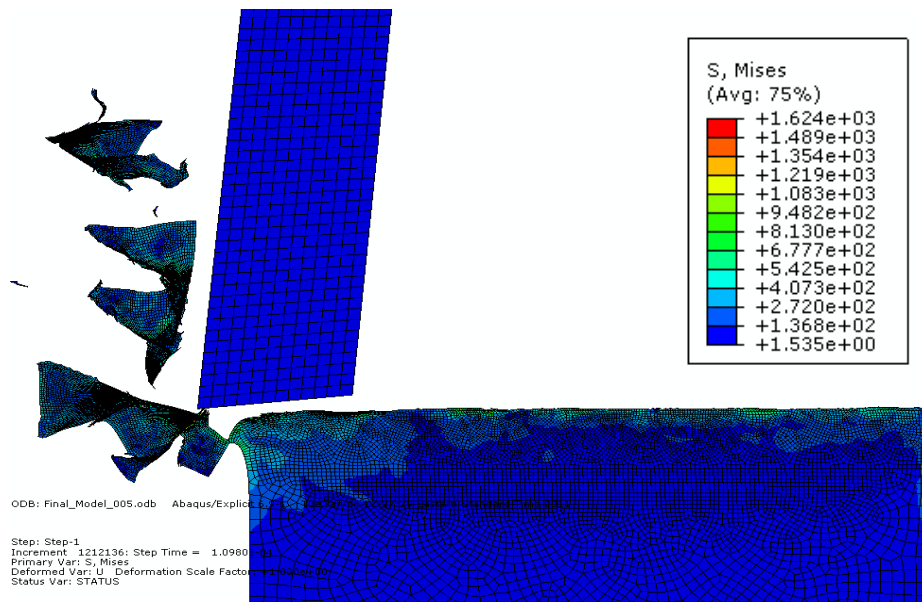 S, Mises
(Avg: 75%)
+1.624e+03
+1.489e+03
+1.354e+03
+1.219e+03
+1.083e+03
+9.482e+02
+8.130e+02
+6.777e+02
+5.425e+02
+4.073e+02
+2.720e+02
+1.368e+02
+1.535e+00
ODB: Final_Model_005.odb Abaqus/Explicit
Step: Step-1
Increment 1212136: Step Time = 1.0980
Primary Var: S, Mises
Deformed Var: U Deformation Scale Factor:
Status Var: STATUS